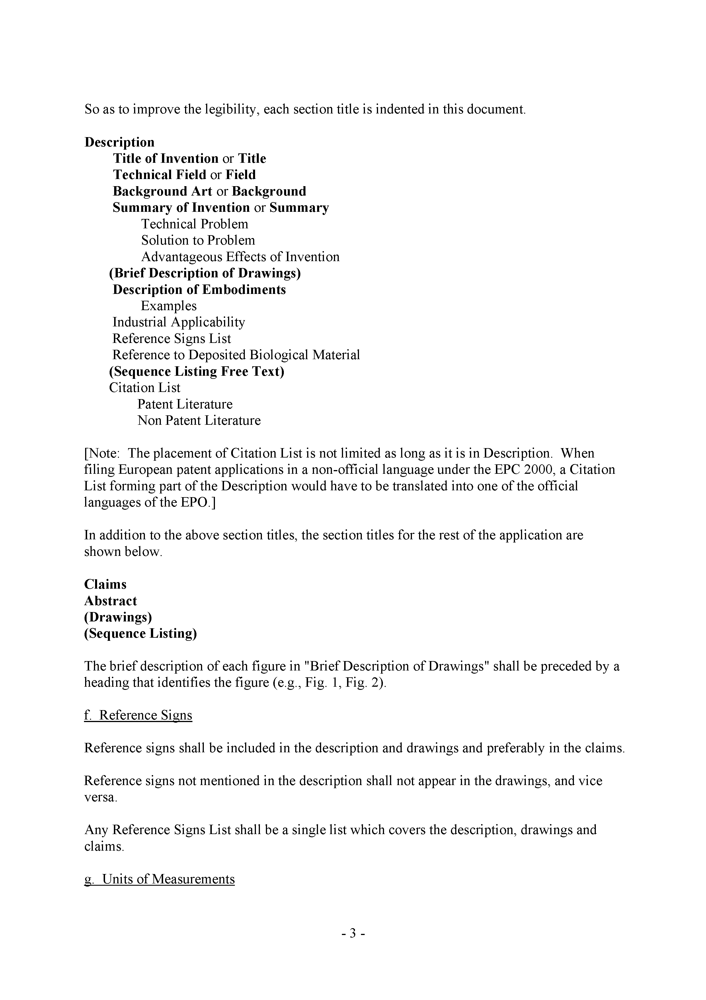 So as to improve the legibility, each section title is indented in this document.
Description
Title of Invention or Title
Technical Field or Field
Background Art or Background
Summary of Invention or Summary
Technical Problem
Solution to Problem
Advantageous Effects of Invention
(Brief Description of Drawings)
Description of Embodiments
Examples
Industrial Applicability
Reference Signs List
Reference to Deposited Biological Material
(Sequence Listing Free Text)
Citation List
Patent Literature
Non Patent Literature
[Note:  The placement of Citation List is not limited as long as it is in Description.  When
filing European patent applications in a non-official language under the EPC 2000, a Citation
List forming part of the Description would have to be translated into one of the official
languages of the EPO.]
In addition to the above section titles, the section titles for the rest of the application are
shown below.
Claims
Abstract
(Drawings)
(Sequence Listing)
The brief description of each figure in "Brief Description of Drawings" shall be preceded by a
heading that identifies the figure (e.g., Fig. 1, Fig. 2).
f.  Reference Signs
Reference signs shall be included in the description and drawings and preferably in the claims.
Reference signs not mentioned in the description shall not appear in the drawings, and vice
versa.
Any Reference Signs List shall be a single list which covers the description, drawings and
claims.
g.  Units of Measurements
- 3 -